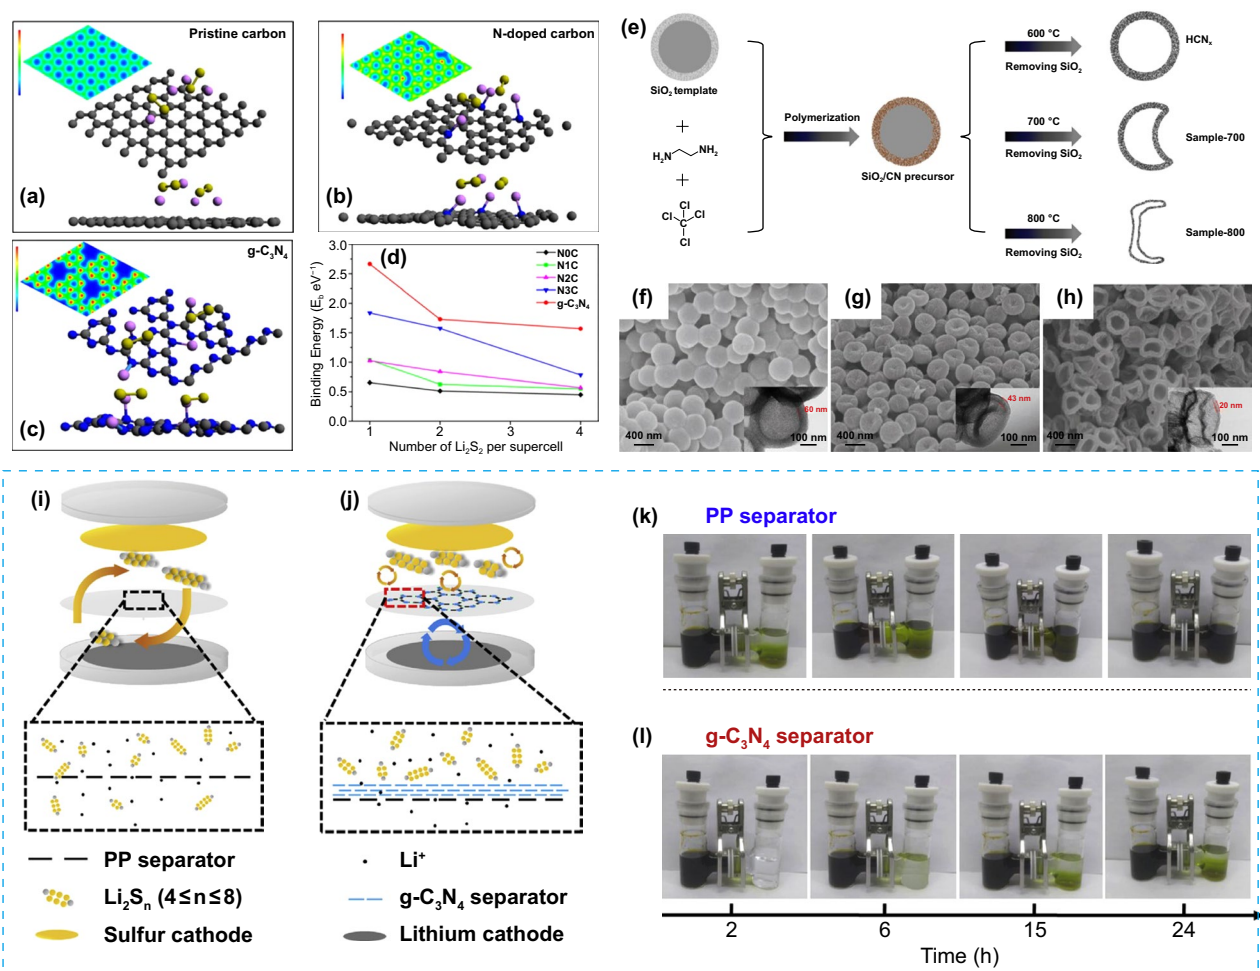 Pristine carbon
(a)
N-doped carbon
(b)
g-C₃N₄
(c)
(d)
3.0
2.5
2.0
1.5
1.0
0.5
0.0
Binding Energy (E_b eV⁻¹)
N0C
N1C
N2C
N3C
g-C₃N₄
1
2
3
4
Number of Li₂S₂ per supercell
(e)
SiO₂ template
+
H₂N
NH₂
+
Cl
Cl
C
Cl
Cl
Polymerization
SiO₂/CN precursor
600 °C
Removing SiO₂
HCNₓ
700 °C
Removing SiO₂
Sample-700
800 °C
Removing SiO₂
Sample-800
(f)
400 nm
60 nm
100 nm
(g)
400 nm
43 nm
100 nm
(h)
400 nm
20 nm
100 nm
(i)
(j)
PP separator
Li⁺
Li₂Sₙ (4≤n≤8)
g-C₃N₄ separator
Sulfur cathode
Lithium cathode
(k)
PP separator
(l)
g-C₃N₄ separator
2
6
15
24
Time (h)